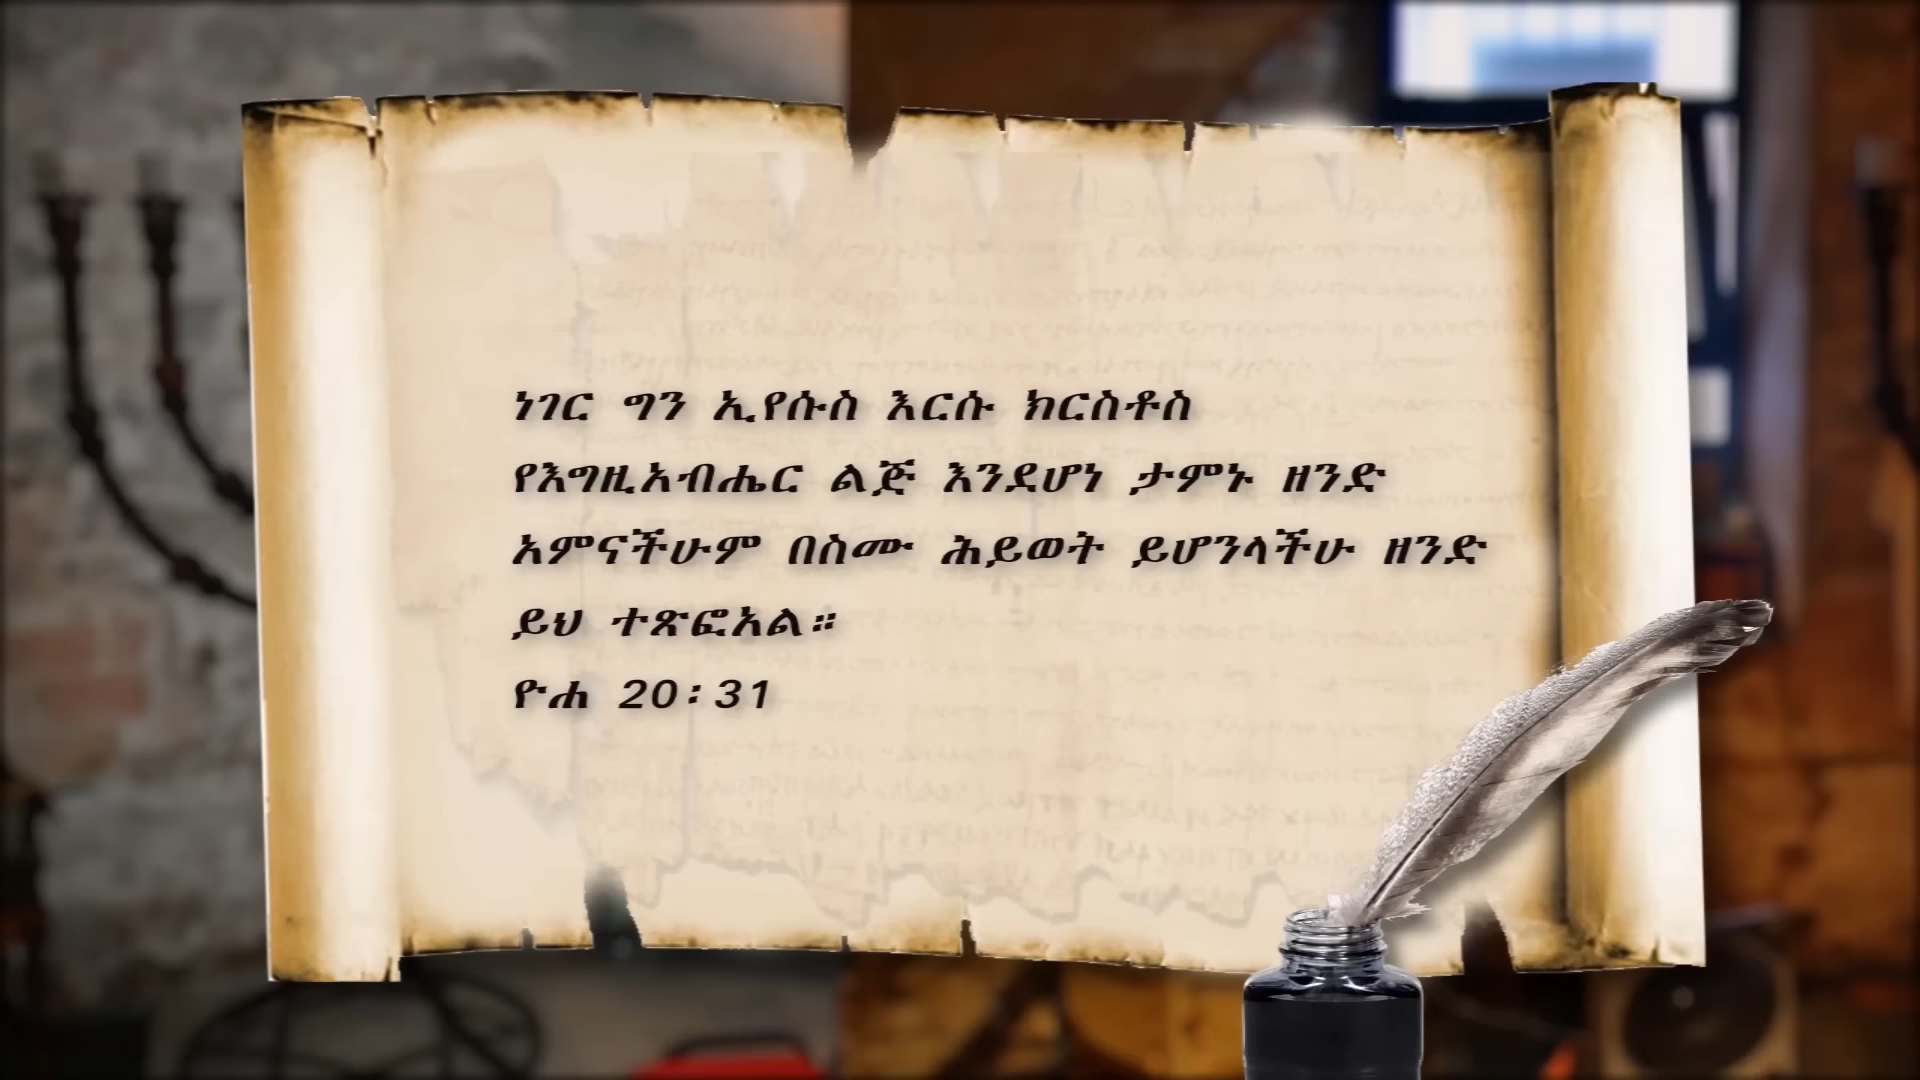 ነገር ግን ኢየሱስ እርሱ ክርስቶስ
የእግዚአብሔር ልጅ እንደሆነ ታምኑ ዘንድ
አምናችሁም በስሙ ሕይወት ይሆንላችሁ ዘንድ
ይህ ተጽፎአል።
ዮሐ 20፡31